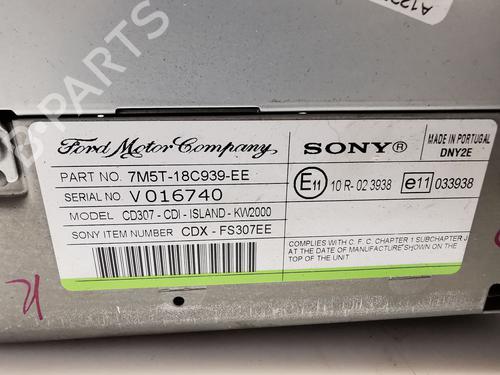 Ford Motor Company
SONY®
MADE IN PORTUGAL
DNY2E
PART NO. 7M5T-18C939-EE
SERIAL NO. V016740
MODEL CD307 - CDI - ISLAND - KW2000
SONY ITEM NUMBER CDX - FS307EE
E11 10 R- 02 3938
e11 033938
COMPLIES WITH C. F. C. CHAPTER 1 SUBCHAPTER J
AT THE DATE OF MANUFACTURE SHOWN ON THE
TOP OF THE UNIT